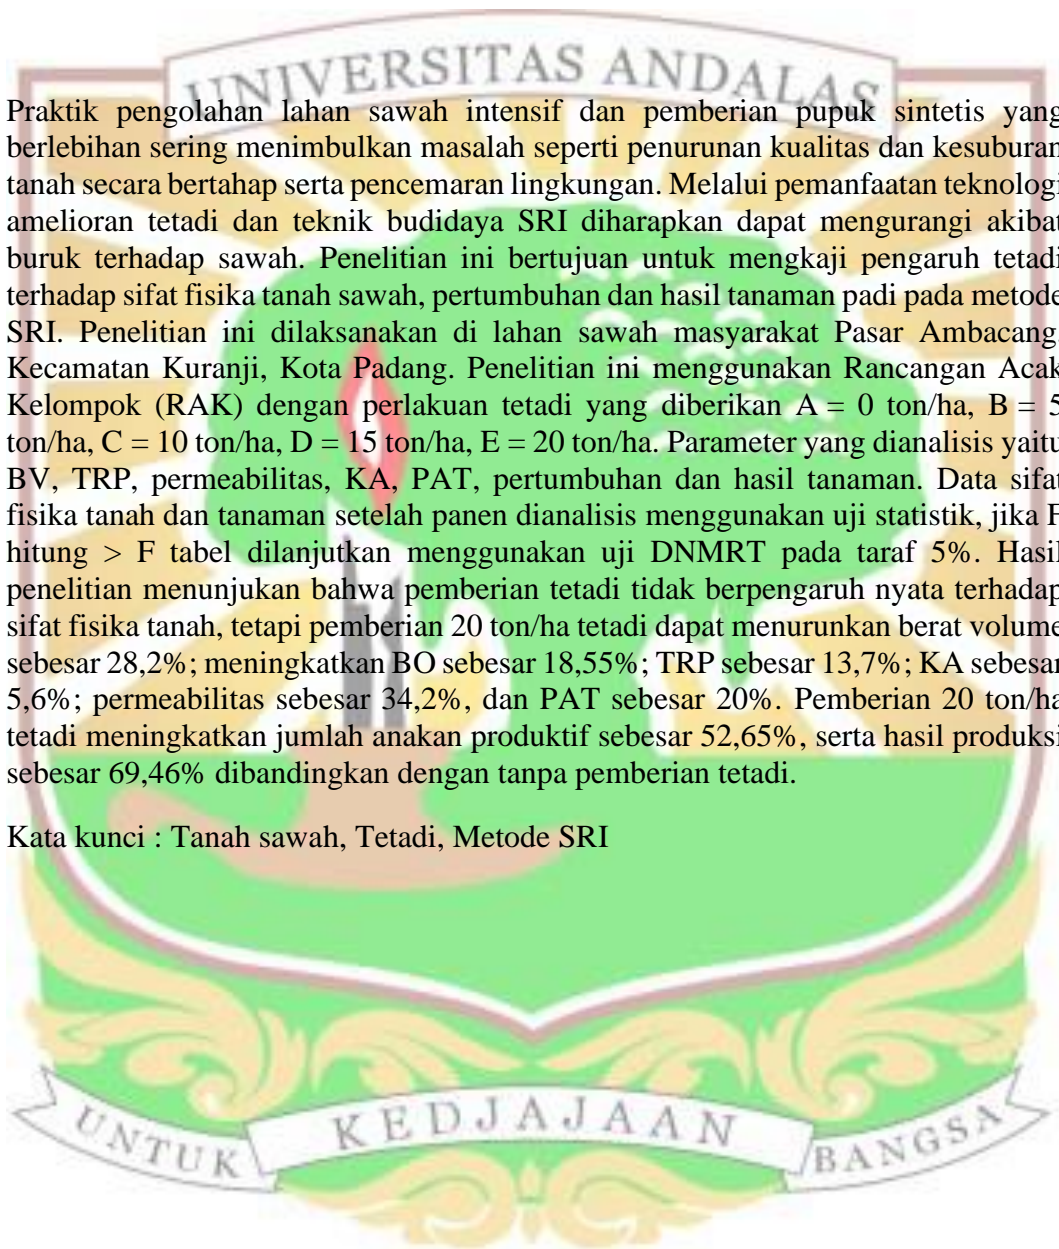 UNIVERSITAS ANDALAS
Praktik pengolahan lahan sawah intensif dan pemberian pupuk sintetis yang
berlebihan sering menimbulkan masalah seperti penurunan kualitas dan kesuburan
tanah secara bertahap serta pencemaran lingkungan. Melalui pemanfaatan teknologi
amelioran tetadi dan teknik budidaya SRI diharapkan dapat mengurangi akibat
buruk terhadap sawah. Penelitian ini bertujuan untuk mengkaji pengaruh tetadi
terhadap sifat fisika tanah sawah, pertumbuhan dan hasil tanaman padi pada metode
SRI. Penelitian ini dilaksanakan di lahan sawah masyarakat Pasar Ambacang,
Kecamatan Kuranji, Kota Padang. Penelitian ini menggunakan Rancangan Acak
Kelompok (RAK) dengan perlakuan tetadi yang diberikan A = 0 ton/ha, B = 5
ton/ha, C = 10 ton/ha, D = 15 ton/ha, E = 20 ton/ha. Parameter yang dianalisis yaitu
BV, TRP, permeabilitas, KA, PAT, pertumbuhan dan hasil tanaman. Data sifat
fisika tanah dan tanaman setelah panen dianalisis menggunakan uji statistik, jika F
hitung > F tabel dilanjutkan menggunakan uji DNMRT pada taraf 5%. Hasil
penelitian menunjukan bahwa pemberian tetadi tidak berpengaruh nyata terhadap
sifat fisika tanah, tetapi pemberian 20 ton/ha tetadi dapat menurunkan berat volume
sebesar 28,2%; meningkatkan BO sebesar 18,55%; TRP sebesar 13,7%; KA sebesar
5,6%; permeabilitas sebesar 34,2%, dan PAT sebesar 20%. Pemberian 20 ton/ha
tetadi meningkatkan jumlah anakan produktif sebesar 52,65%, serta hasil produksi
sebesar 69,46% dibandingkan dengan tanpa pemberian tetadi.
Kata kunci : Tanah sawah, Tetadi, Metode SRI
UNTUK KEDJAJAAN BANGSA